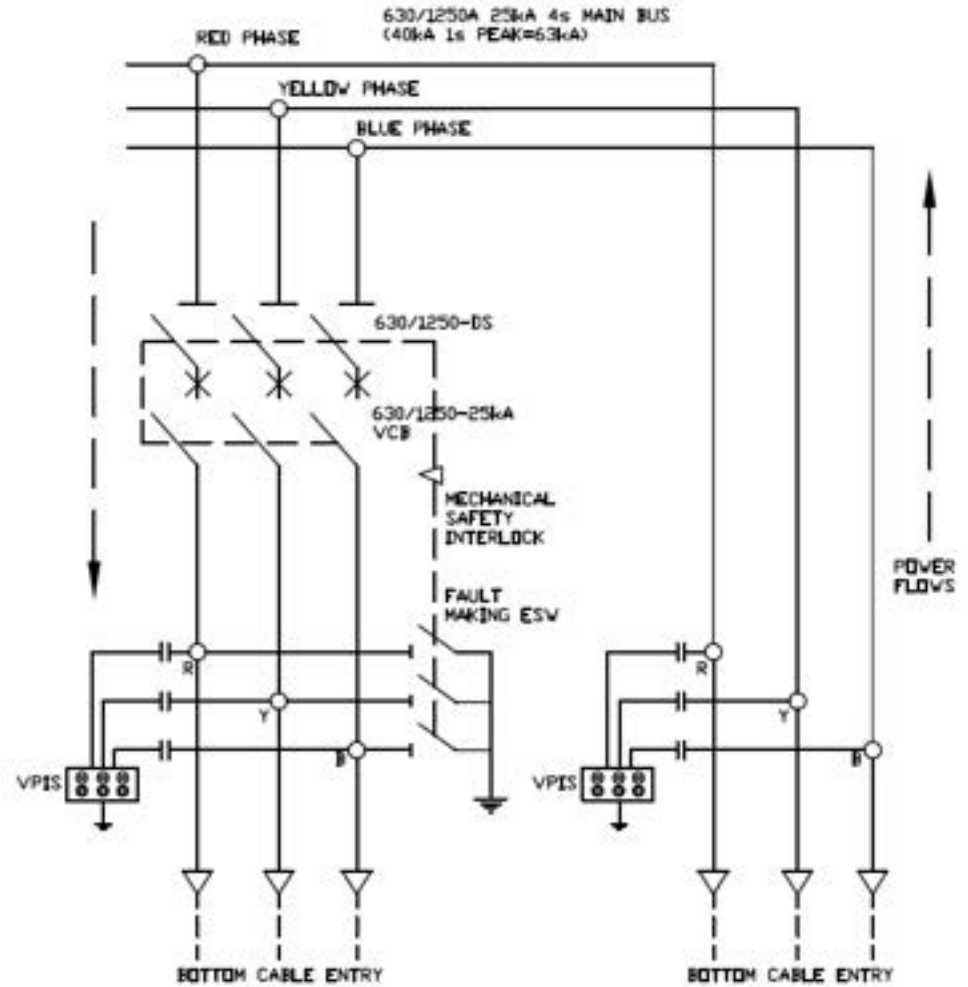 630/1250A 25kA 4s MAIN BUS
(40kA 1s PEAK=63kA)
RED PHASE
YELLOW PHASE
BLUE PHASE
630/1250-DS
630/1250-25kA
VCB
MECHANICAL
SAFETY
INTERLOCK
POWER
FLOWS
FAULT
MAKING ESW
R
Y
B
VPIS
R
Y
B
VPIS
BOTTOM CABLE ENTRY
BOTTOM CABLE ENTRY